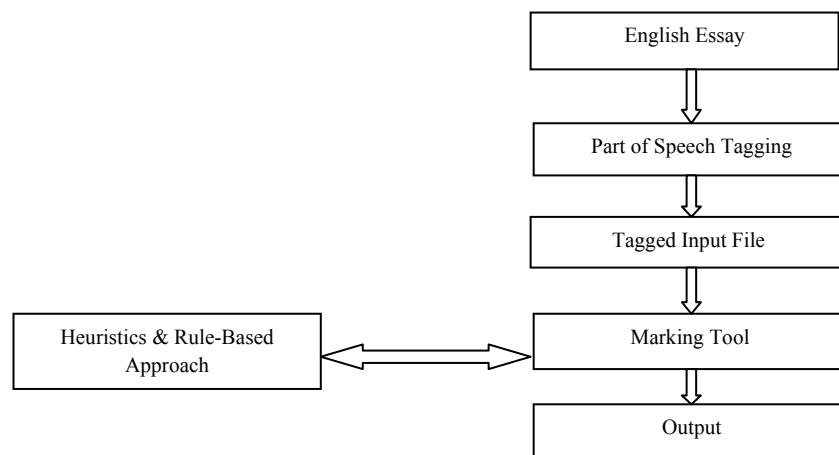 English Essay
Part of Speech Tagging
Tagged Input File
Heuristics & Rule-Based
Approach
Marking Tool
Output